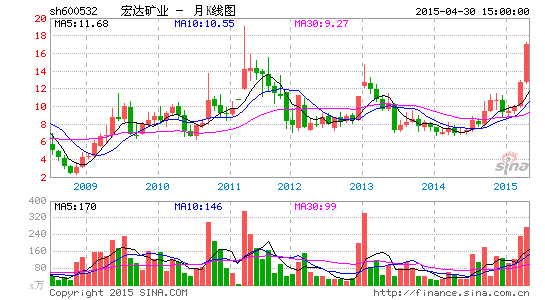 sh600532 宏达矿业 － 月K线图 2015-04-30 15:00:00
MA5:11.68 MA10:10.55 MA30:9.27
20
18
16
14
12
10
8
6
4
2
sina
2009 2010 2011 2012 2013 2014 2015
MA5:170 MA10:146 MA30:99
400
320
240
160
80
x万
Copyright 2015 SINA.COM http://finance.sina.com.cn